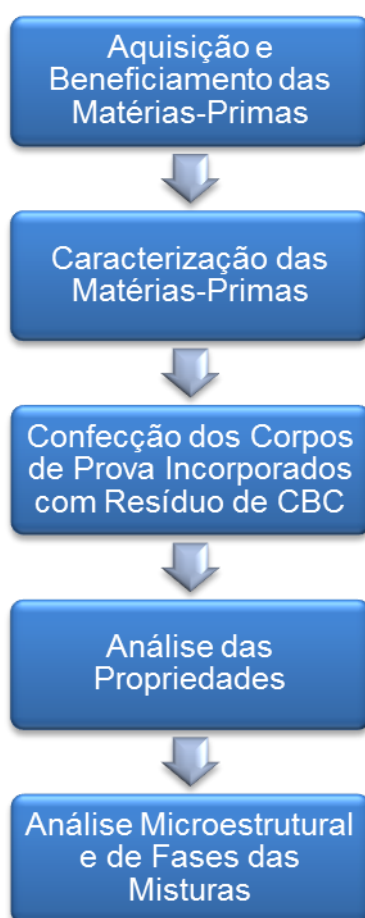 Aquisição e
Beneficiamento das
Matérias-Primas
Caracterização das
Matérias-Primas
Confecção dos Corpos
de Prova Incorporados
com Resíduo de CBC
Análise das
Propriedades
Análise Microestrutural
e de Fases das
Misturas